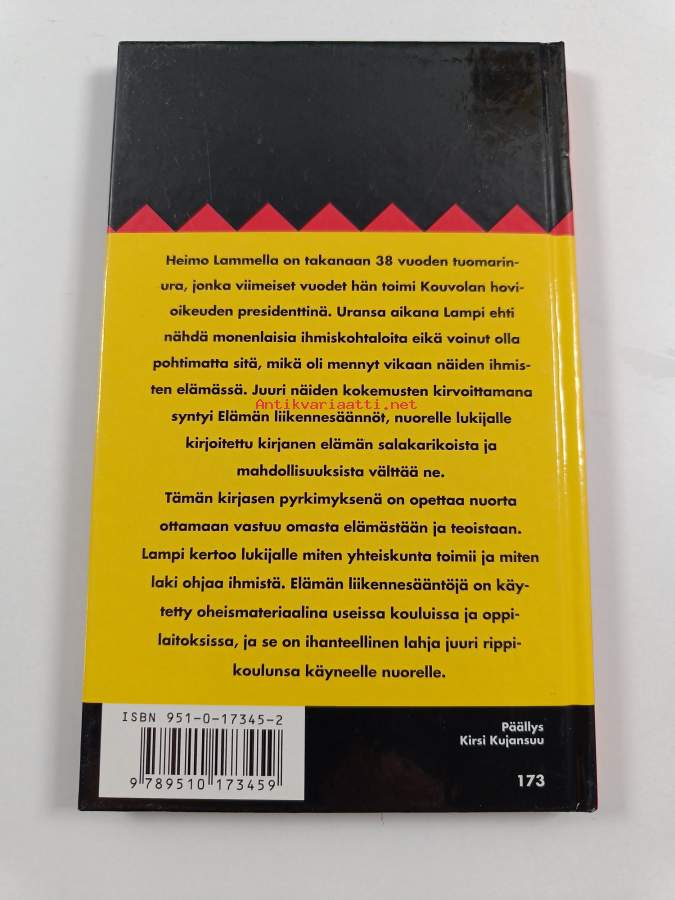 Heimo Lammella on takanaan 38 vuoden tuomarin-
ura, jonka viimeiset vuodet hän toimi Kouvolan hovi-
oikeuden presidenttinä. Uransa aikana Lampi ehti
nähdä monenlaisia ihmiskohtaloita eikä voinut olla
pohtimatta sitä, mikä oli mennyt vikaan näiden ihmis-
ten elämässä. Juuri näiden kokemusten kirvoittamana
Antikvariaatti.net
syntyi Elämän liikennesäännöt, nuorelle lukijalle
kirjoitettu kirjanen elämän salakarikoista ja
mahdollisuuksista välttää ne.
Tämän kirjasen pyrkimyksenä on opettaa nuorta
ottamaan vastuu omasta elämästään ja teoistaan.
Lampi kertoo lukijalle miten yhteiskunta toimii ja miten
laki ohjaa ihmistä. Elämän liikennesääntöjä on käy-
tetty oheismateriaalina useissa kouluissa ja oppi-
laitoksissa, ja se on ihanteellinen lahja juuri rippi-
koulunsa käyneelle nuorelle.
ISBN 951-0-17345-2
9 789510 173459
Päällys
Kirsi Kujansuu
173